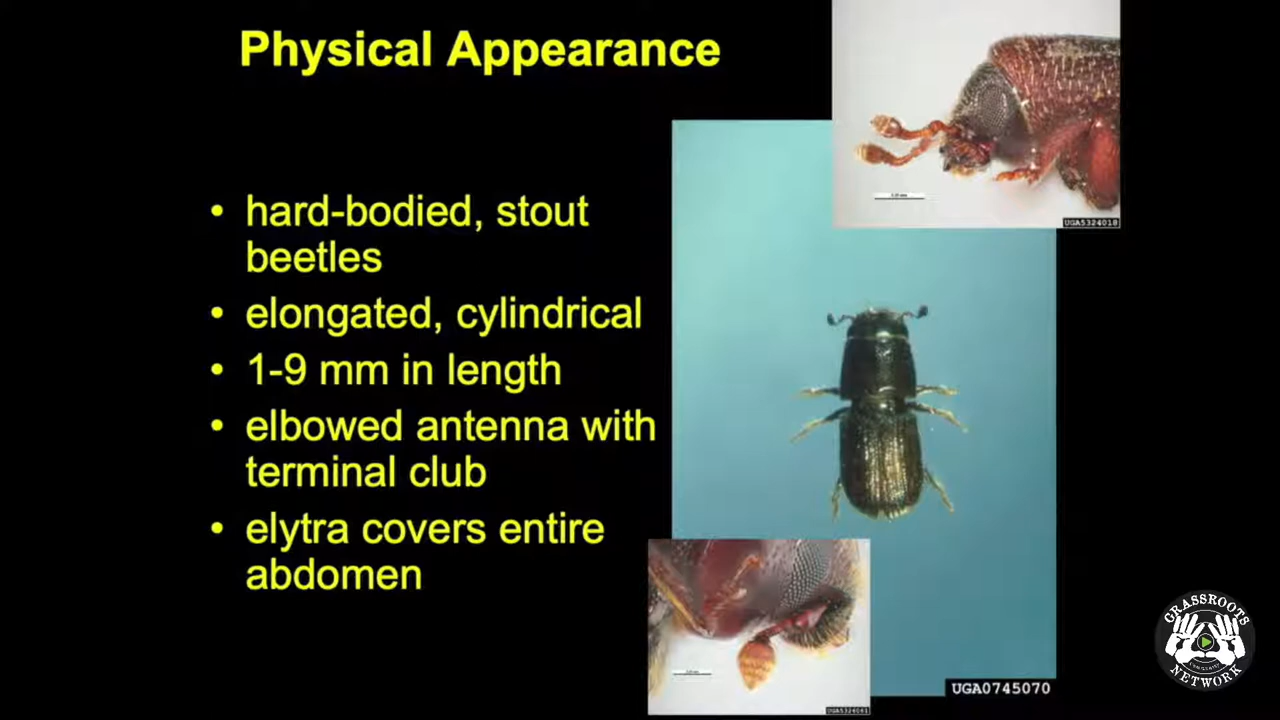 Physical Appearance
• hard-bodied, stout
beetles
• elongated, cylindrical
• 1-9 mm in length
• elbowed antenna with
terminal club
• elytra covers entire
abdomen
UGA5324018
UGA0745070
GRASSROOTS
NETWORK